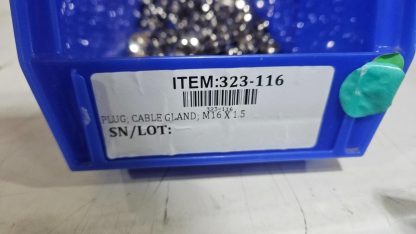 ITEM:323-116
323-116
PLUG; CABLE GLAND; M16 X 1.5
SN/LOT: